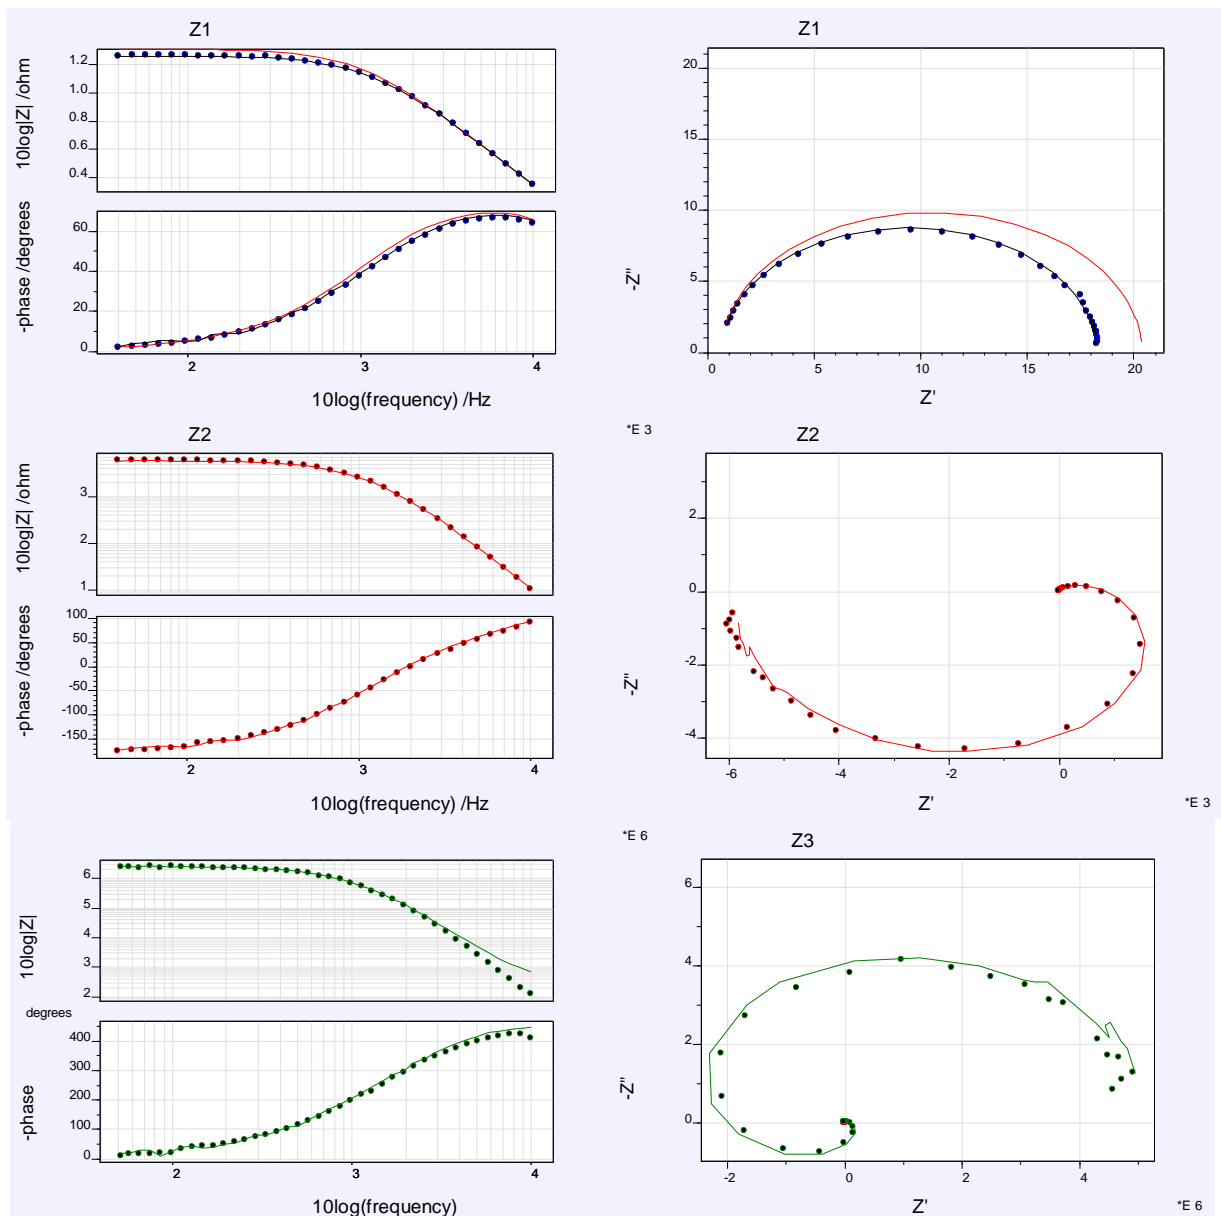 Z1
10log|Z| /ohm
1.2
1.0
0.8
0.6
0.4
-phase /degrees
60
40
20
0
2
3
4
10log(frequency) /Hz
Z1
-Z"
20
15
10
5
0
0
5
10
15
20
Z'
Z2
10log|Z| /ohm
3
2
1
-phase /degrees
100
50
0
-50
-100
-150
2
3
4
10log(frequency) /Hz
*E 3
Z2
-Z"
2
0
-2
-4
-6
-4
-2
0
Z'
*E 3
10log|Z|
6
5
4
3
2
degrees
-phase
400
300
200
100
0
2
3
4
10log(frequency)
*E 6
Z3
-Z"
6
4
2
0
-2
0
2
4
Z'
*E 6